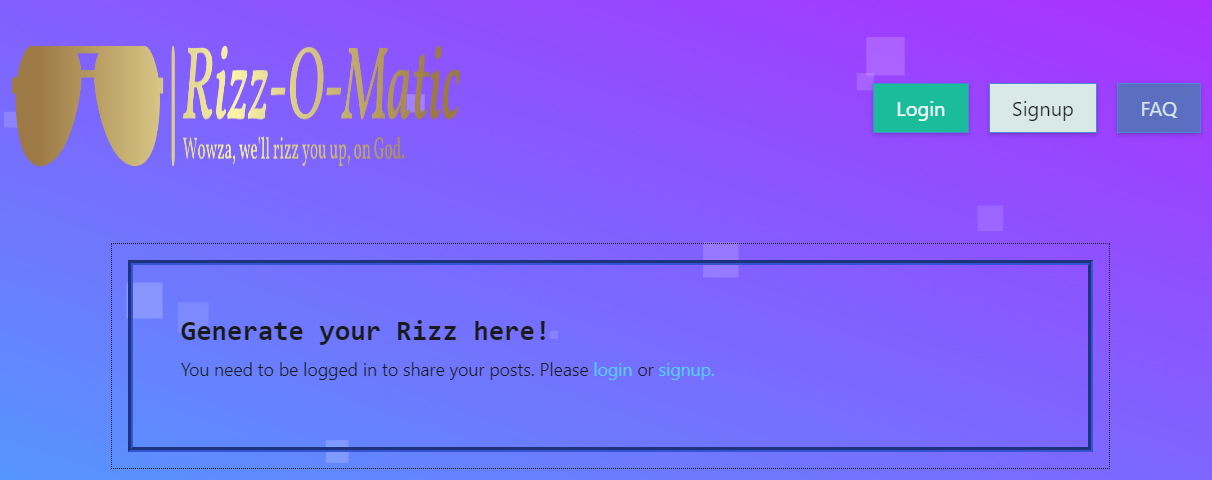 Rizz-O-Matic
Wowza, we'll rizz you up, on God.
Login
Signup
FAQ
Generate your Rizz here!
You need to be logged in to share your posts. Please login or signup.